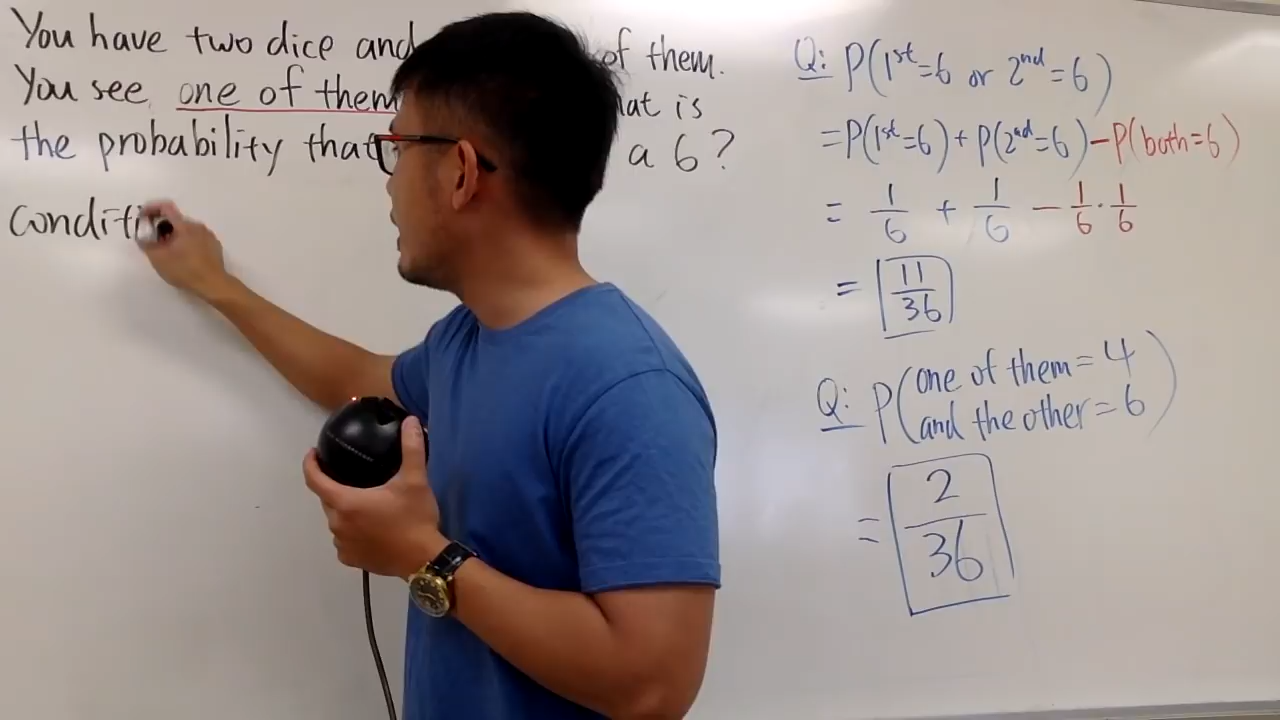 You have two dice and of them.
You see one of them is
the probability that a 6?
conditi
Q: P(1st=6 or 2nd=6)
=P(1st=6)+P(2nd=6)-P(both=6)
= 1/6 + 1/6 - 1/6 · 1/6
= 11/36
Q: P(one of them=4
and the other=6)
= 2/36